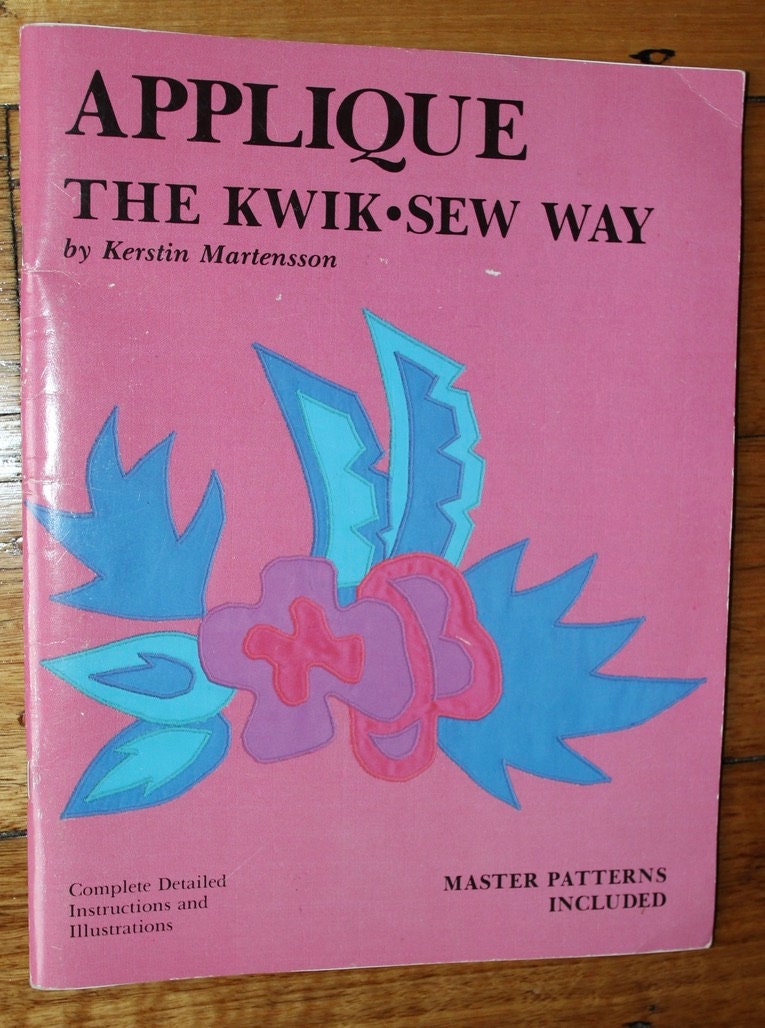 APPLIQUE
THE KWIK•SEW WAY
by Kerstin Martensson
Complete Detailed
Instructions and
Illustrations
MASTER PATTERNS
INCLUDED